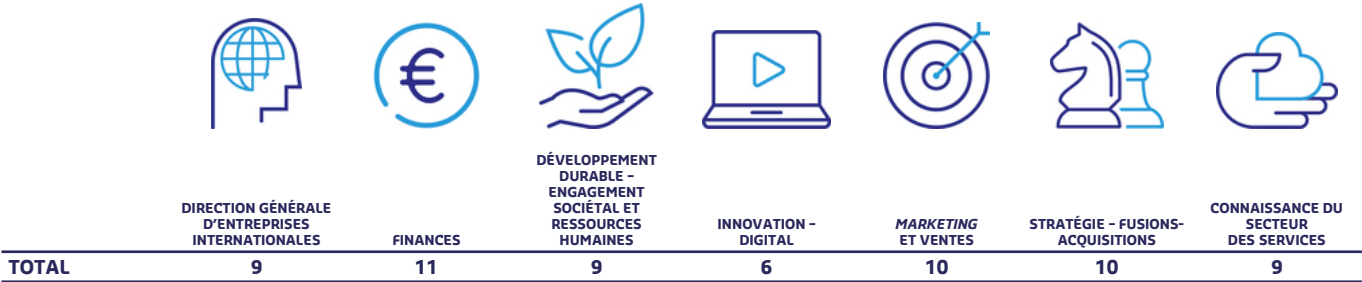 DIRECTION GÉNÉRALE
D'ENTREPRISES
INTERNATIONALES
FINANCES
DÉVELOPPEMENT
DURABLE –
ENGAGEMENT
SOCIÉTAL ET
RESSOURCES
HUMAINES
INNOVATION –
DIGITAL
MARKETING
ET VENTES
STRATÉGIE – FUSIONS-
ACQUISITIONS
CONNAISSANCE DU
SECTEUR
DES SERVICES
TOTAL 9 11 9 6 10 10 9